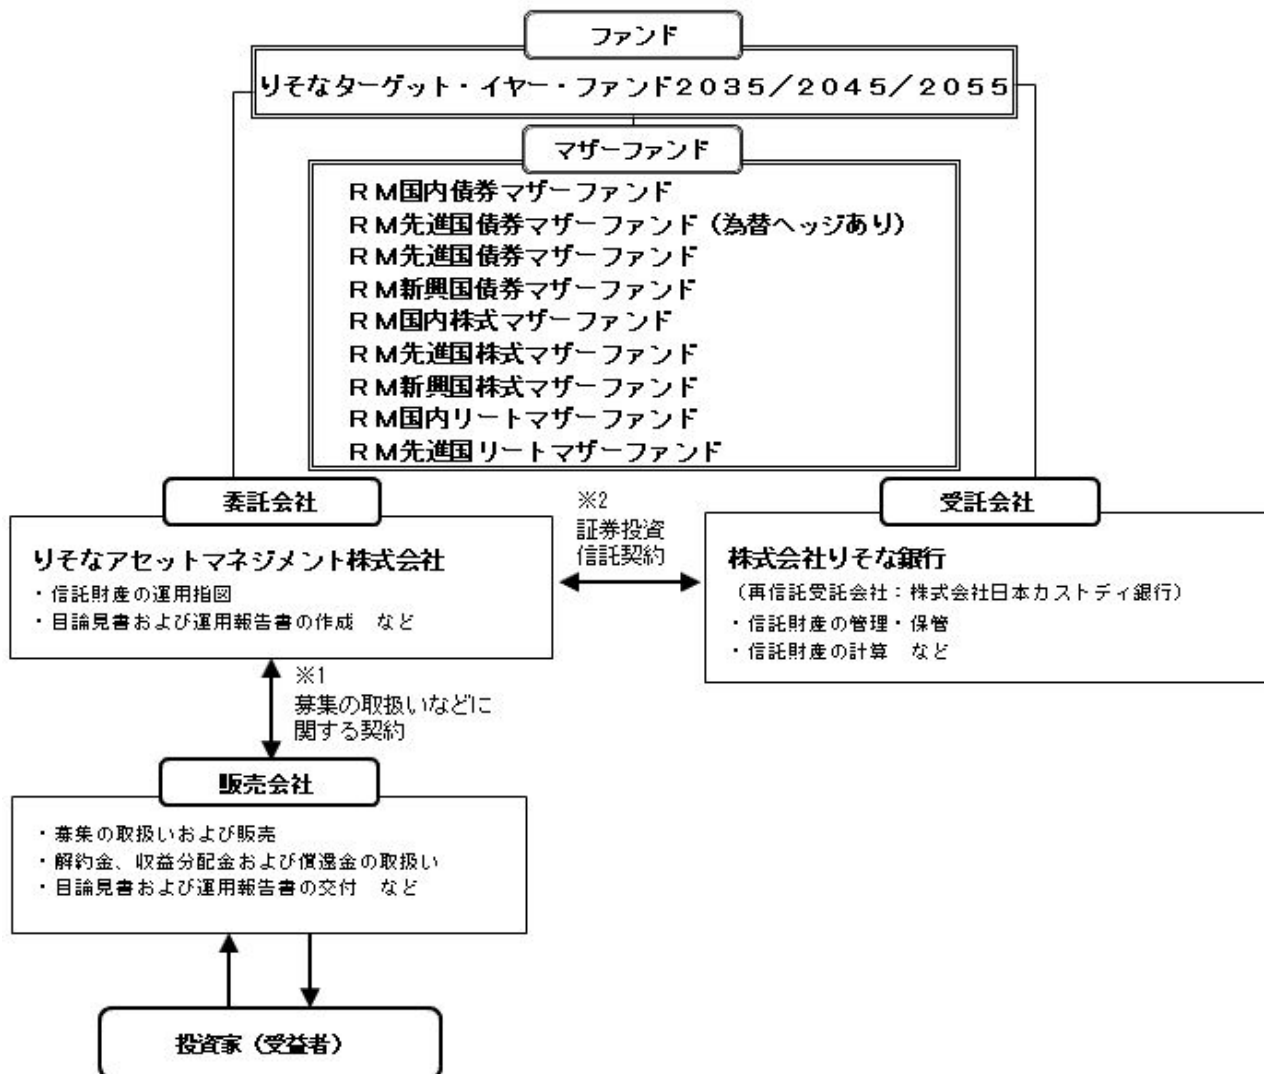 ファンド
りそなターゲット・イヤー・ファンド２０３５／２０４５／２０５５
マザーファンド
ＲＭ国内債券マザーファンド
ＲＭ先進国債券マザーファンド（為替ヘッジあり）
ＲＭ先進国債券マザーファンド
ＲＭ新興国債券マザーファンド
ＲＭ国内株式マザーファンド
ＲＭ先進国株式マザーファンド
ＲＭ新興国株式マザーファンド
ＲＭ国内リートマザーファンド
ＲＭ先進国リートマザーファンド
委託会社
りそなアセットマネジメント株式会社
・信託財産の運用指図
・目論見書および運用報告書の作成　など
※2
証券投資
信託契約
受託会社
株式会社りそな銀行
（再信託受託会社：株式会社日本カストディ銀行）
・信託財産の管理・保管
・信託財産の計算　など
※1
募集の取扱いなどに
関する契約
販売会社
・募集の取扱いおよび販売
・解約金、収益分配金および償還金の取扱い
・目論見書および運用報告書の交付　など
投資家（受益者）